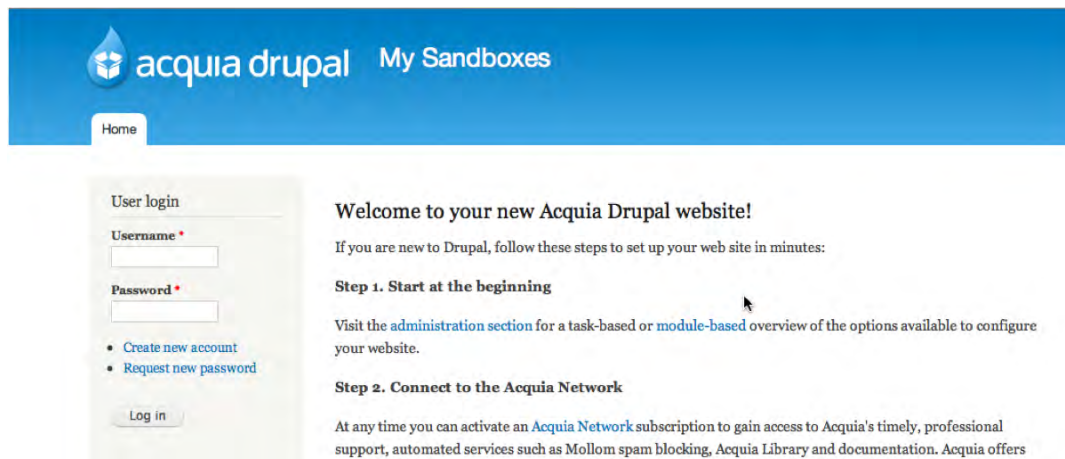 acquia drupal My Sandboxes
Home
User login
Username *
Password *
Create new account
Request new password
Log in
Welcome to your new Acquia Drupal website!
If you are new to Drupal, follow these steps to set up your web site in minutes:
Step 1. Start at the beginning
Visit the administration section for a task-based or module-based overview of the options available to configure
your website.
Step 2. Connect to the Acquia Network
At any time you can activate an Acquia Network subscription to gain access to Acquia's timely, professional
support, automated services such as Mollom spam blocking, Acquia Library and documentation. Acquia offers